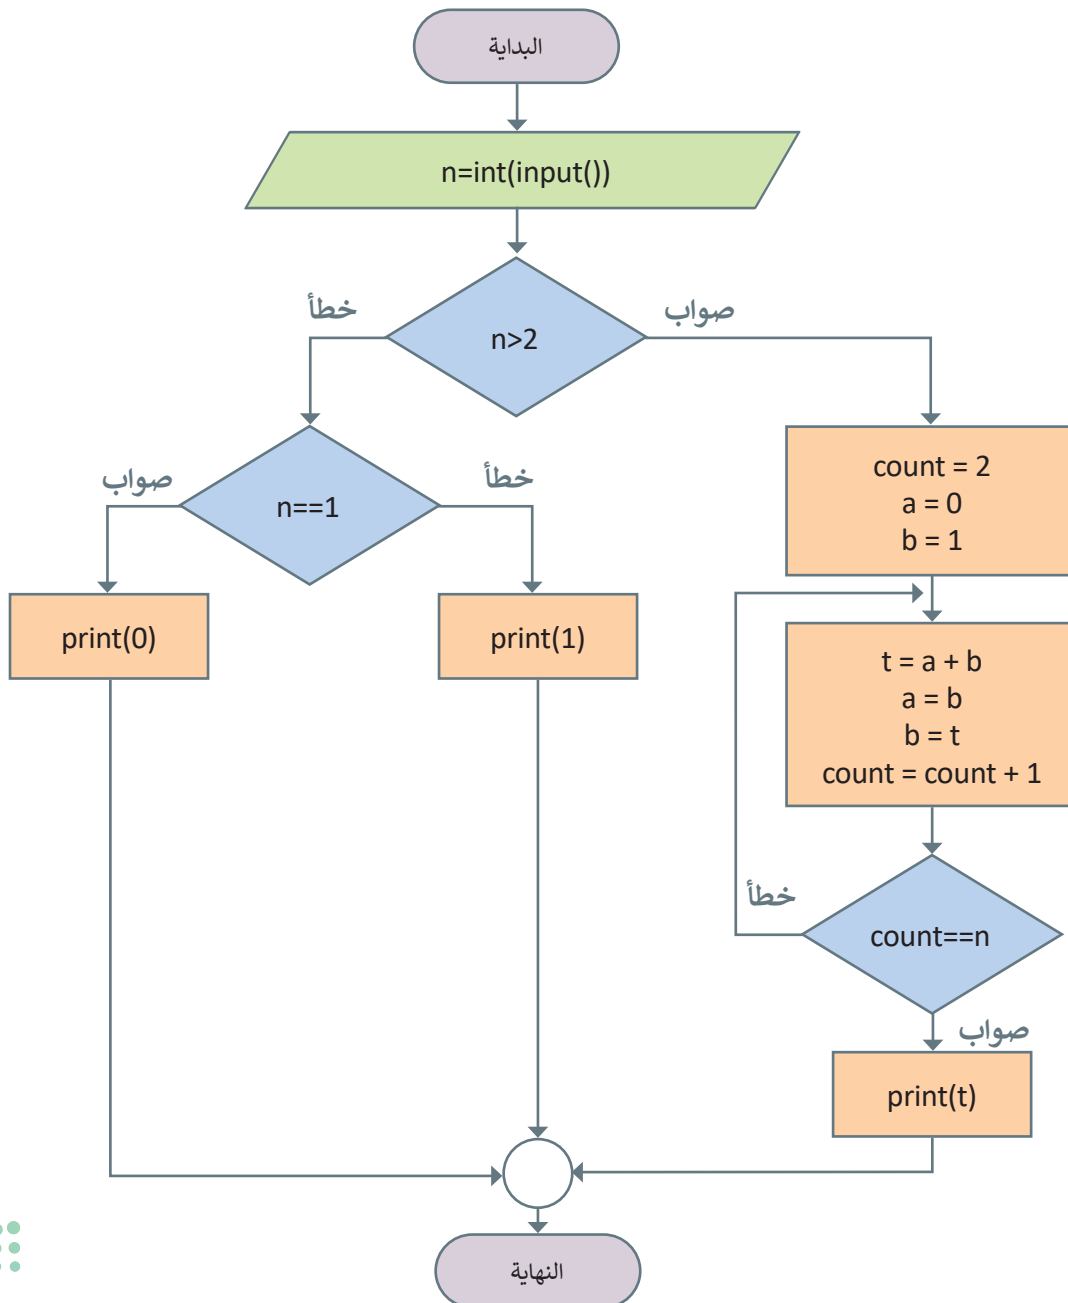 البداية
n=int(input())
n>2
خطأ
صواب
n==1
صواب
خطأ
print(0)
print(1)
count = 2
a = 0
b = 1
t = a + b
a = b
b = t
count = count + 1
count==n
خطأ
صواب
print(t)
النهاية